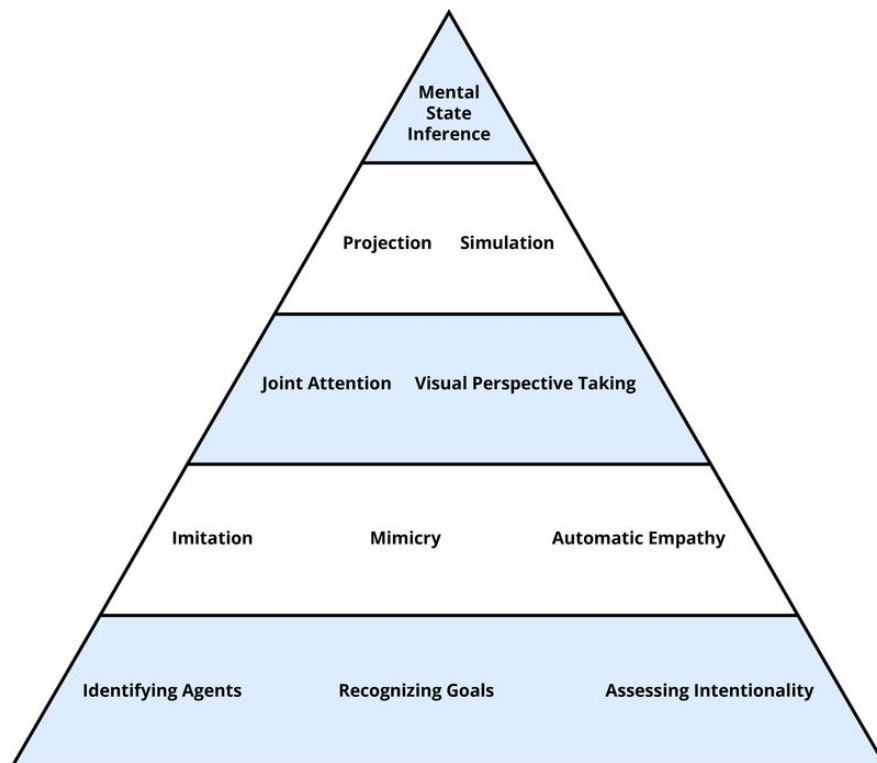 Mental
State
Inference
Projection Simulation
Joint Attention Visual Perspective Taking
Imitation Mimicry Automatic Empathy
Identifying Agents Recognizing Goals Assessing Intentionality